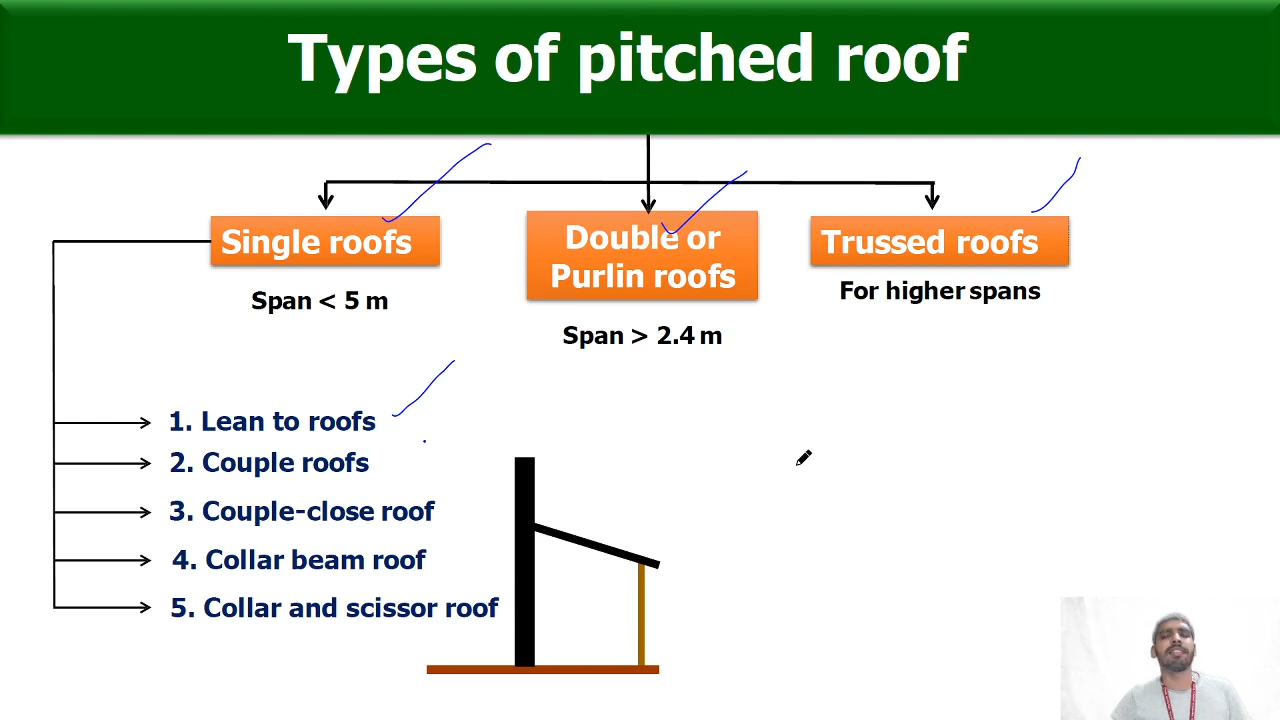 Types of pitched roof
Single roofs
Double or
Purlin roofs
Trussed roofs
Span < 5 m
Span > 2.4 m
For higher spans
1. Lean to roofs
2. Couple roofs
3. Couple-close roof
4. Collar beam roof
5. Collar and scissor roof